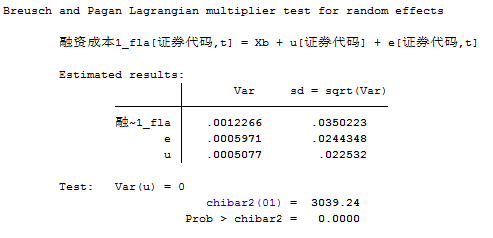 Breusch and Pagan Lagrangian multiplier test for random effects
融资成本1_fla[证券代码,t] = Xb + u[证券代码] + e[证券代码,t]
Estimated results:
Var sd = sqrt(Var)
融~1_fla .0012266 .0350223
e .0005971 .0244348
u .0005077 .022532
Test: Var(u) = 0
chibar2(01) = 3039.24
Prob > chibar2 = 0.0000